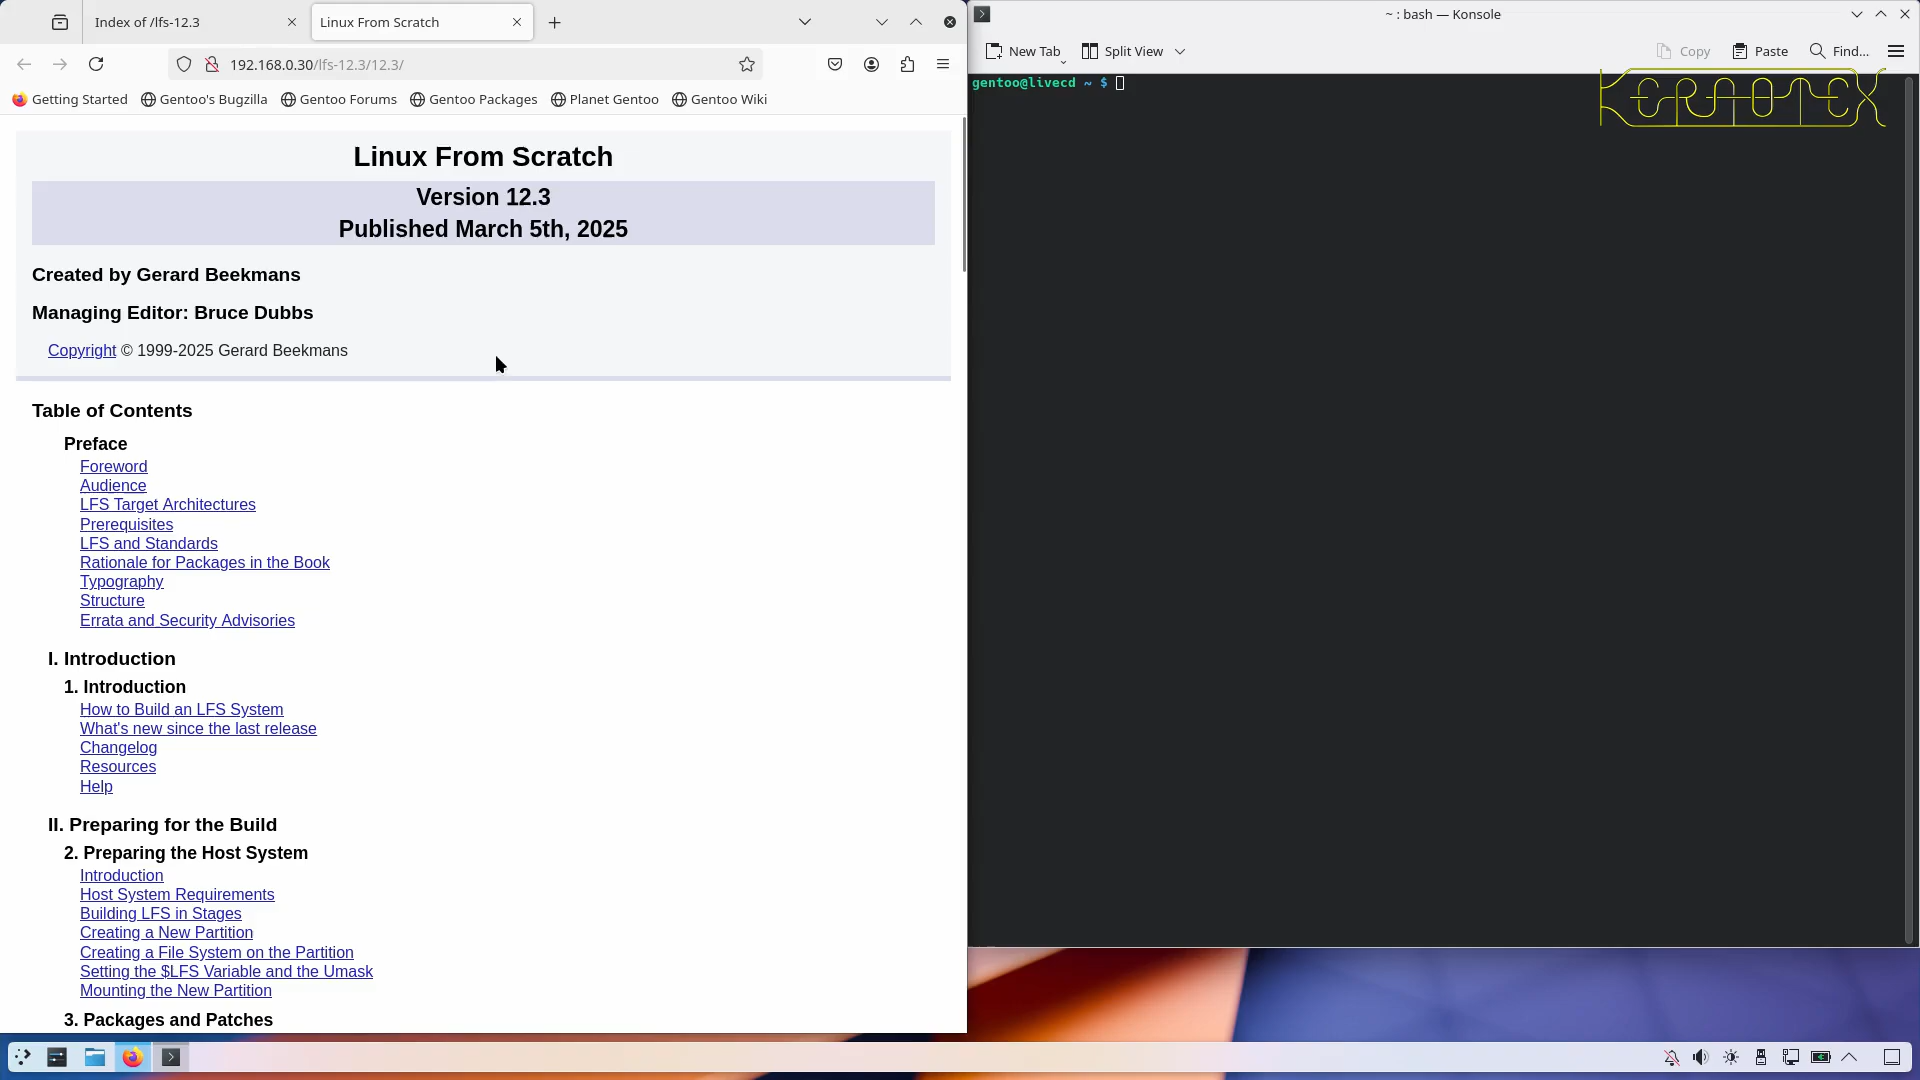 Index of /lfs-12.3
Linux From Scratch
192.168.0.30/lfs-12.3/12.3/
Getting Started
Gentoo's Bugzilla
Gentoo Forums
Gentoo Packages
Planet Gentoo
Gentoo Wiki
Linux From Scratch
Version 12.3
Published March 5th, 2025
Created by Gerard Beekmans
Managing Editor: Bruce Dubbs
Copyright © 1999-2025 Gerard Beekmans
Table of Contents
Preface
Foreword
Audience
LFS Target Architectures
Prerequisites
LFS and Standards
Rationale for Packages in the Book
Typography
Structure
Errata and Security Advisories
I. Introduction
1. Introduction
How to Build an LFS System
What's new since the last release
Changelog
Resources
Help
II. Preparing for the Build
2. Preparing the Host System
Introduction
Host System Requirements
Building LFS in Stages
Creating a New Partition
Creating a File System on the Partition
Setting the $LFS Variable and the Umask
Mounting the New Partition
3. Packages and Patches
~ : bash — Konsole
New Tab
Split View
Copy
Paste
Find...
gentoo@livecd ~ $